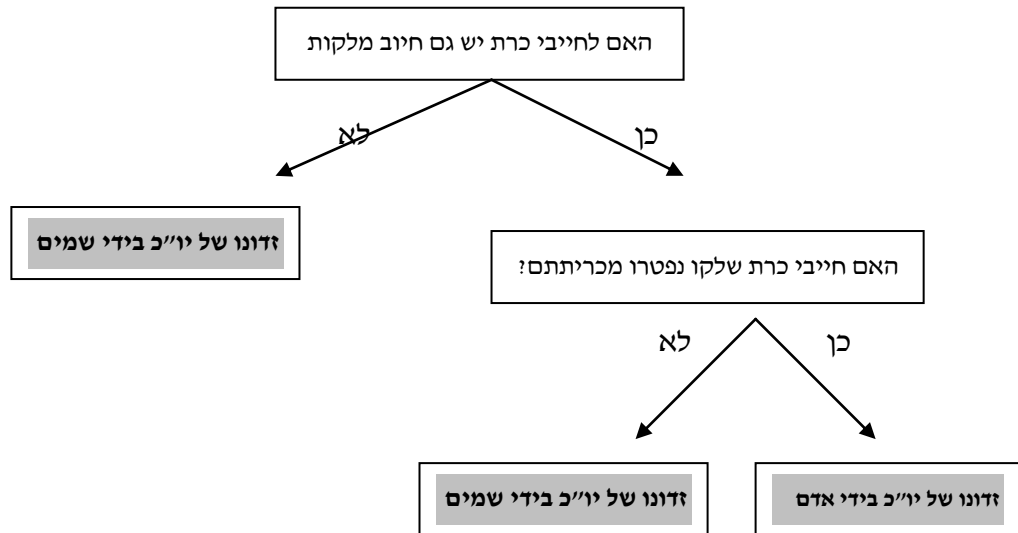 האם לחייבי כרת יש גם חיוב מלקות
כן
לא
זדונו של יו"כ בידי שמים
האם חייבי כרת שלקו נפטרו מכריתתם?
כן
לא
זדונו של יו"כ בידי אדם
זדונו של יו"כ בידי שמים